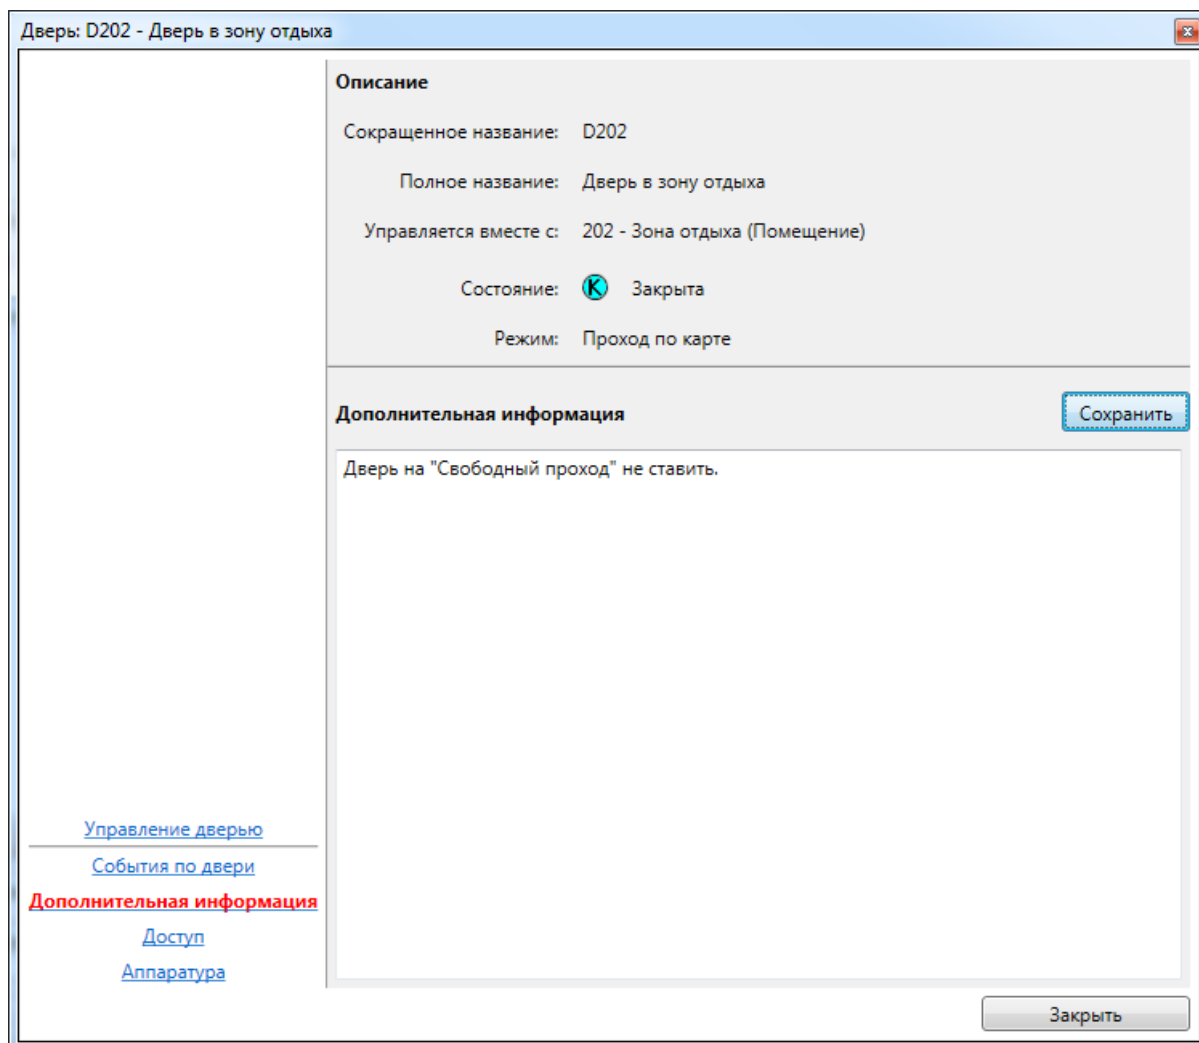 Дверь: D202 - Дверь в зону отдыха
Описание
Сокращенное название: D202
Полное название: Дверь в зону отдыха
Управляется вместе с: 202 - Зона отдыха (Помещение)
Состояние: K Закрыта
Режим: Проход по карте
Дополнительная информация
Сохранить
Дверь на "Свободный проход" не ставить.
Управление дверью
События по двери
Дополнительная информация
Доступ
Аппаратура
Закрыть